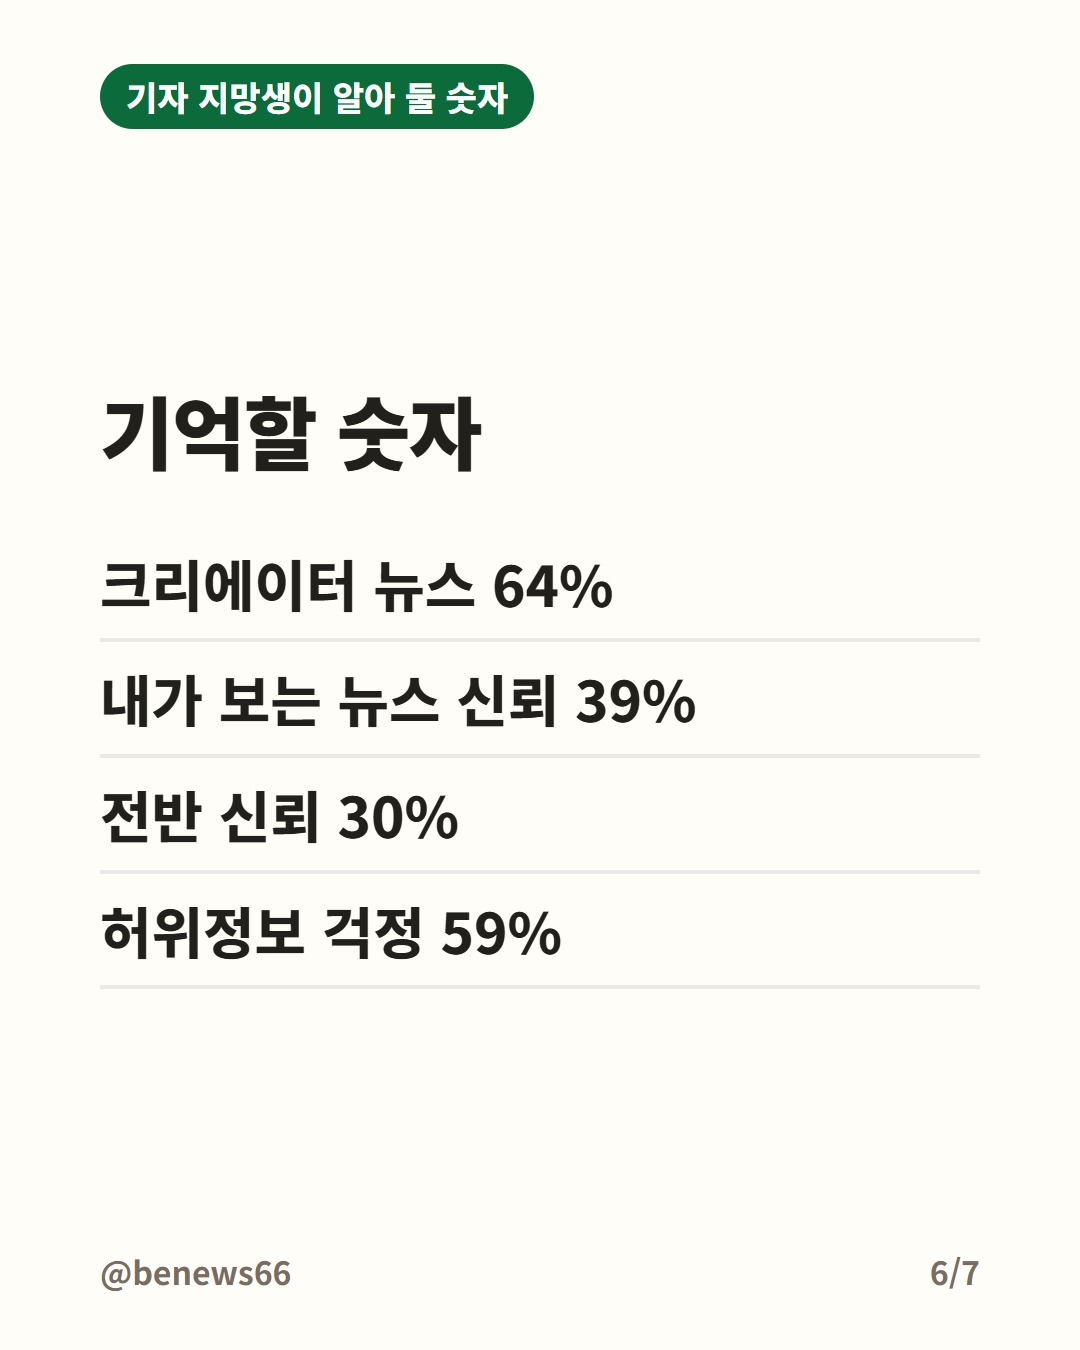 기자 지망생이 알아 둘 숫자
기억할 숫자
크리에이터 뉴스 64%
내가 보는 뉴스 신뢰 39%
전반 신뢰 30%
허위정보 걱정 59%
@benews66
6/7